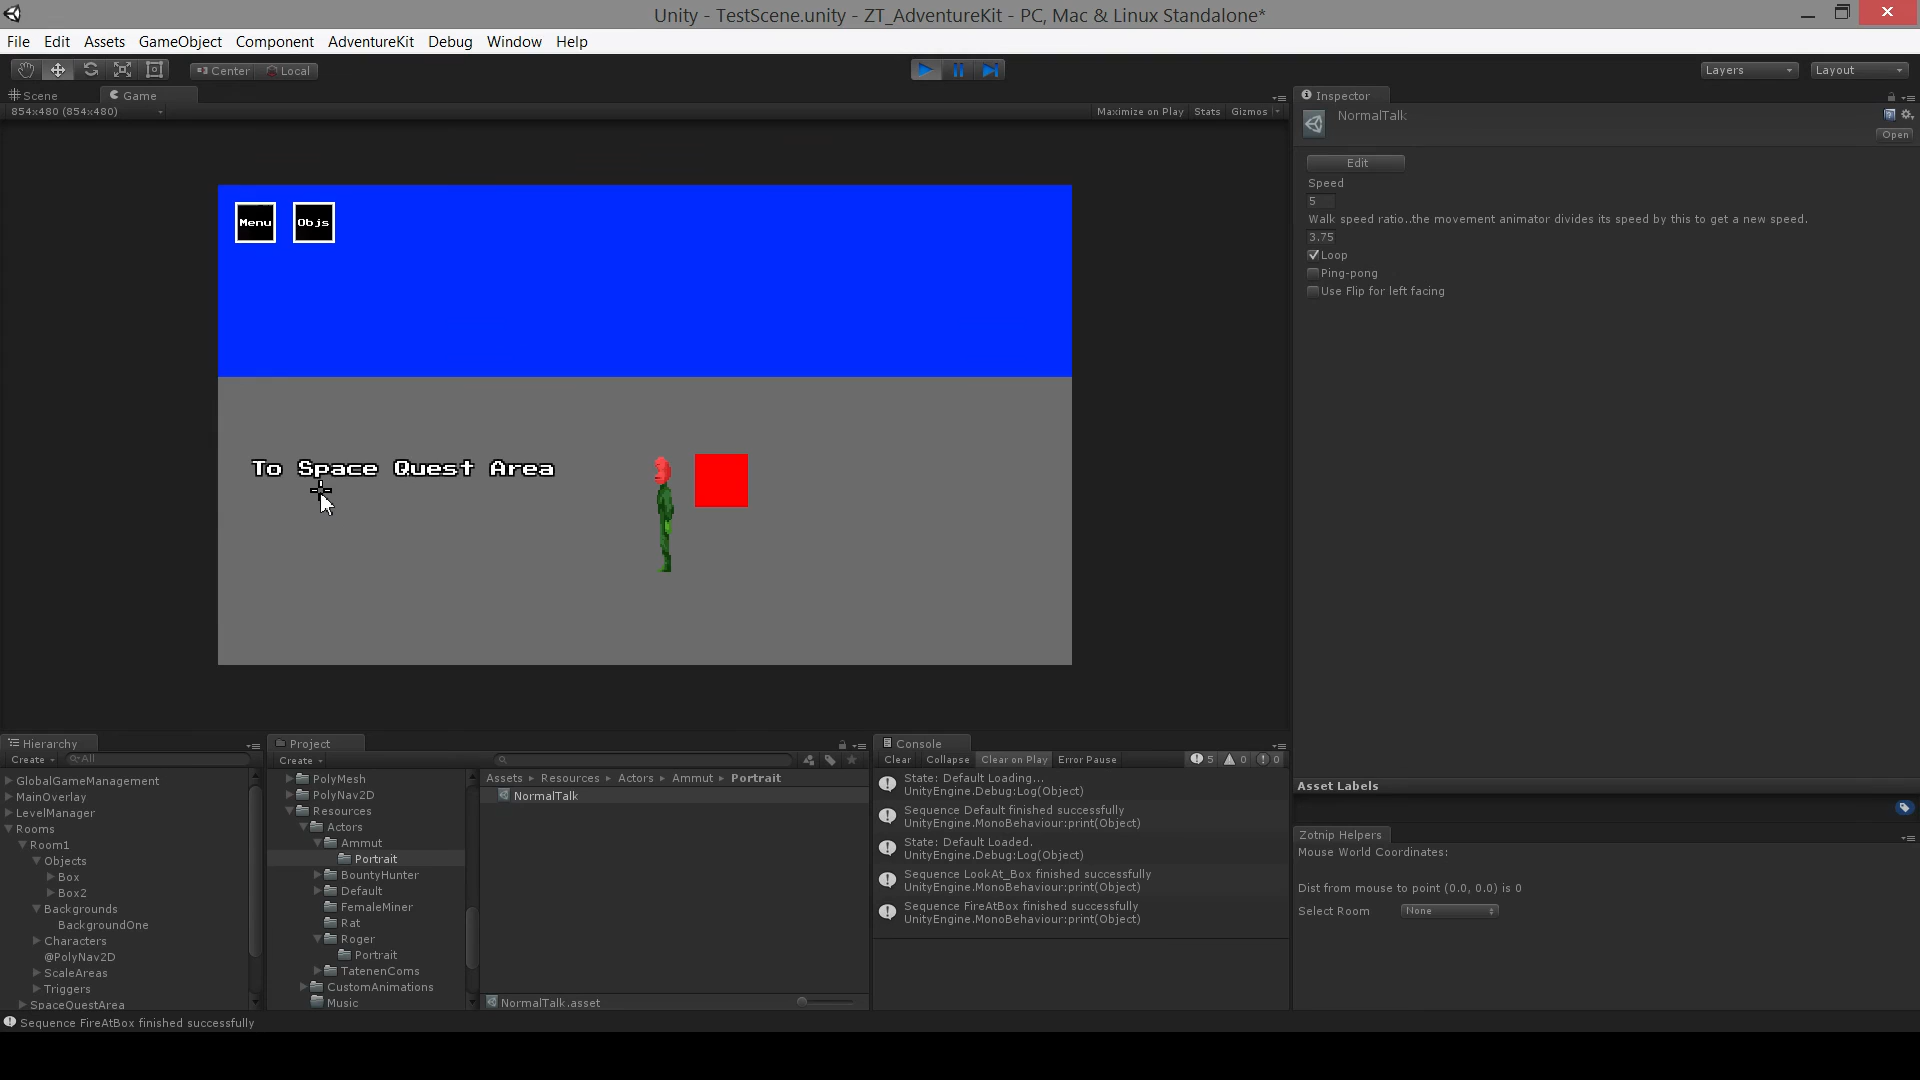 Unity - TestScene.unity - ZT_AdventureKit - PC, Mac & Linux Standalone*
File Edit Assets GameObject Component AdventureKit Debug Window Help
Center Local Layers Layout
Scene Game
854x480 (854x480) Maximize on Play Stats Gizmos
Menu Objs
To Space Quest Area
Inspector
NormalTalk
Open
Edit
Speed
5
Walk speed ratio..the movement animator divides its speed by this to get a new speed.
3.75
Loop
Ping-pong
Use Flip for left facing
Hierarchy
Create All
GlobalGameManagement
MainOverlay
LevelManager
Rooms
Room1
Objects
Box
Box2
Backgrounds
BackgroundOne
Characters
@PolyNav2D
ScaleAreas
Triggers
SpaceQuestArea
Project
Create
PolyMesh
PolyNav2D
Resources
Actors
Ammut
Portrait
BountyHunter
Default
FemaleMiner
Rat
Roger
Portrait
TatenenComs
CustomAnimations
Music
Assets Resources Actors Ammut Portrait
NormalTalk
NormalTalk.asset
Console
Clear Collapse Clear on Play Error Pause 5 0 0
State: Default Loading...
UnityEngine.Debug:Log(Object)
Sequence Default finished successfully
UnityEngine.MonoBehaviour:print(Object)
State: Default Loaded.
UnityEngine.Debug:Log(Object)
Sequence LookAt_Box finished successfully
UnityEngine.MonoBehaviour:print(Object)
Sequence FireAtBox finished successfully
UnityEngine.MonoBehaviour:print(Object)
Asset Labels
Zotnip Helpers
Mouse World Coordinates:
Dist from mouse to point (0.0, 0.0) is 0
Select Room None
Sequence FireAtBox finished successfully